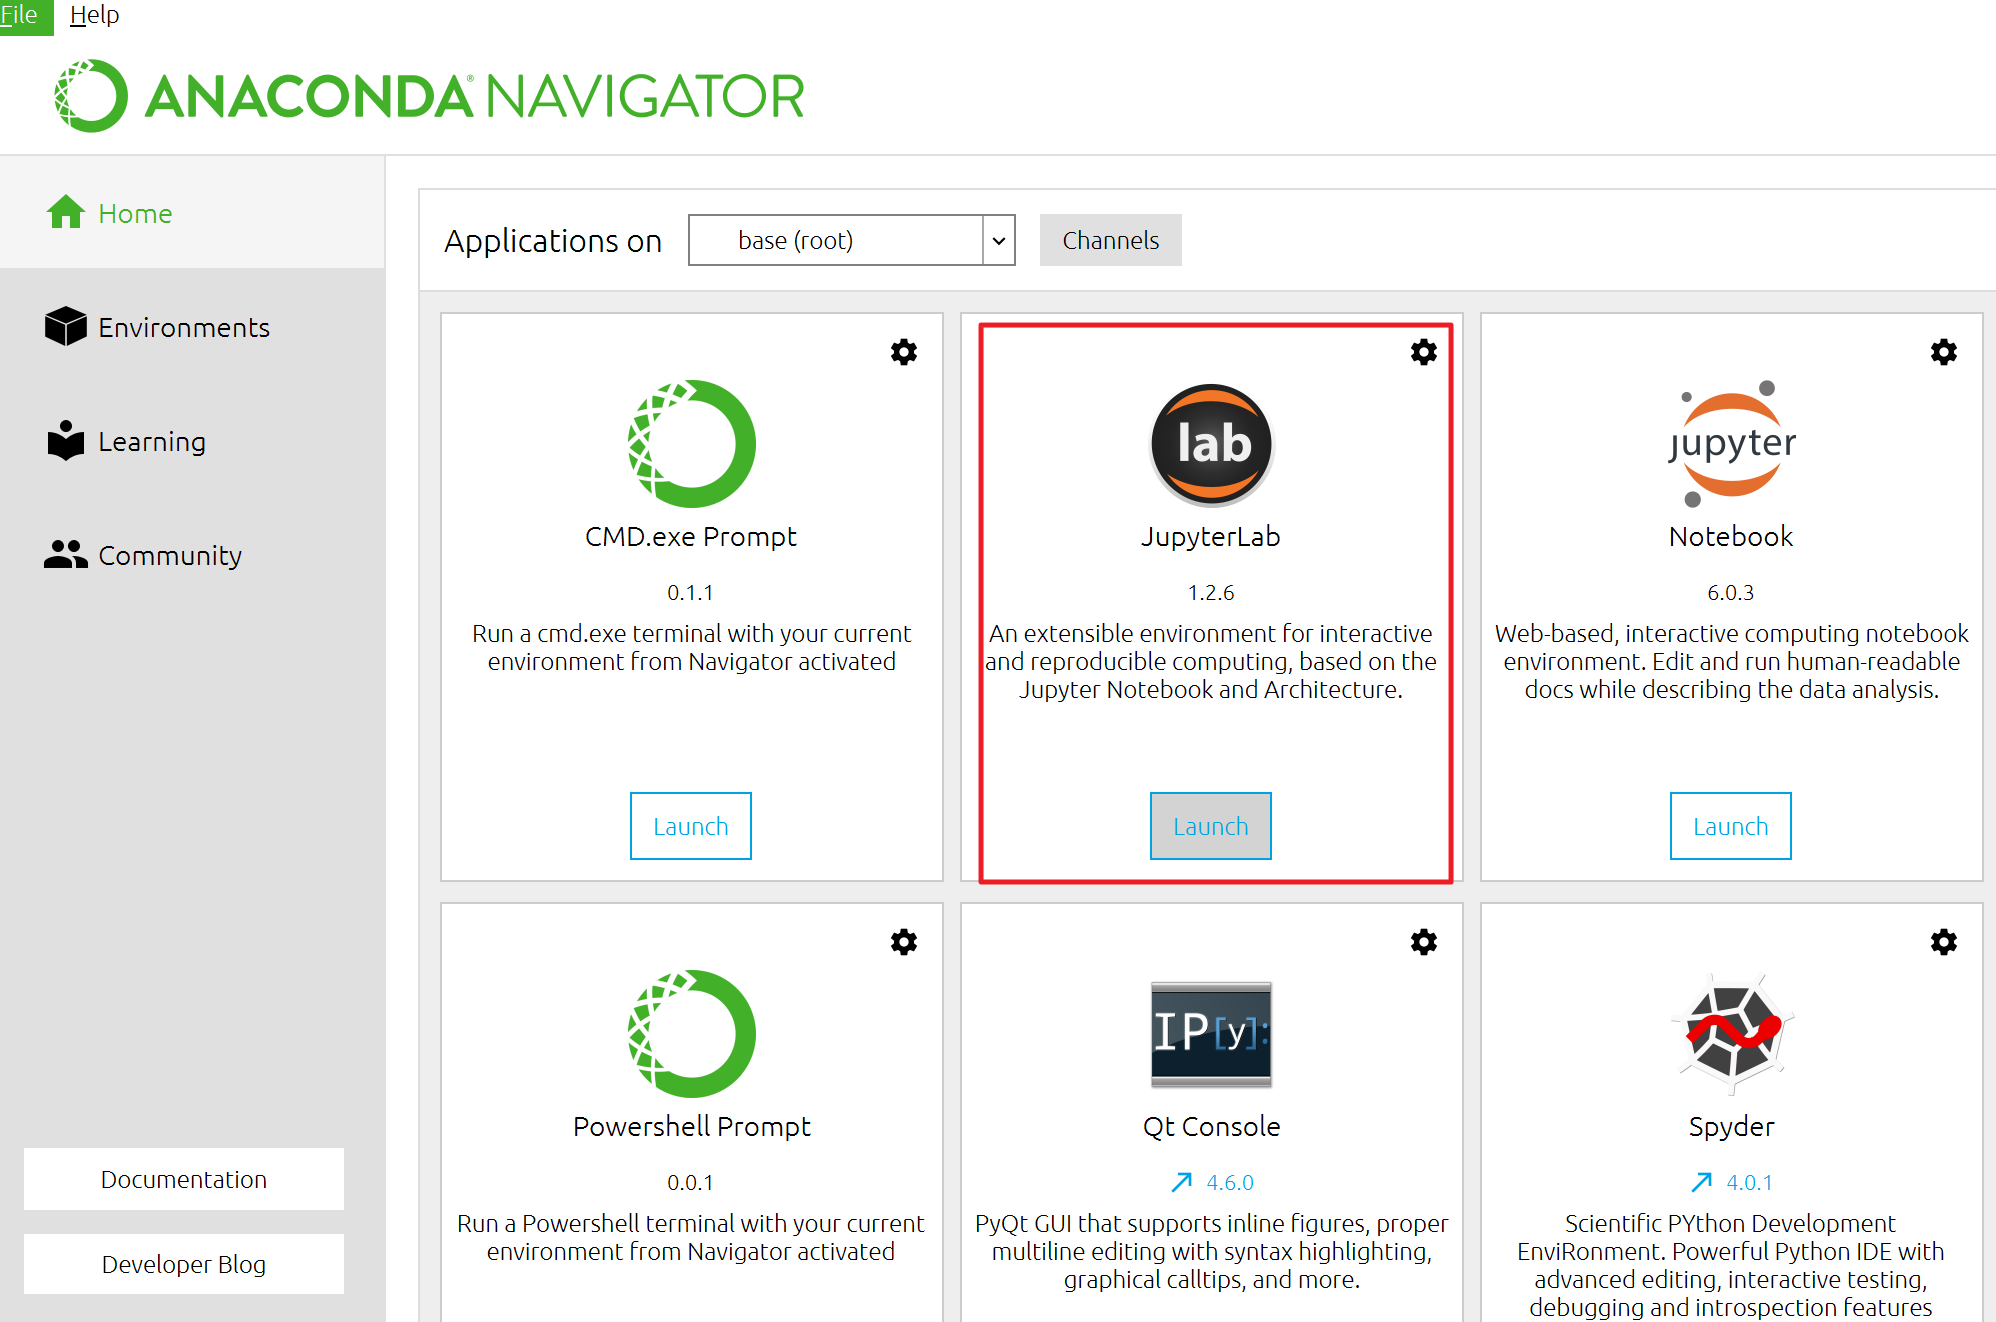 File Help
ANACONDA® NAVIGATOR
Home
Environments
Learning
Community
Documentation
Developer Blog
Applications on base (root) Channels
CMD.exe Prompt
0.1.1
Run a cmd.exe terminal with your current
environment from Navigator activated
Launch
lab
JupyterLab
1.2.6
An extensible environment for interactive
and reproducible computing, based on the
Jupyter Notebook and Architecture.
Launch
jupyter
Notebook
6.0.3
Web-based, interactive computing notebook
environment. Edit and run human-readable
docs while describing the data analysis.
Launch
Powershell Prompt
0.0.1
Run a Powershell terminal with your current
environment from Navigator activated
IP[y]:
Qt Console
4.6.0
PyQt GUI that supports inline figures, proper
multiline editing with syntax highlighting,
graphical calltips, and more.
Spyder
4.0.1
Scientific PYthon Development
EnviRonment. Powerful Python IDE with
advanced editing, interactive testing,
debugging and introspection features